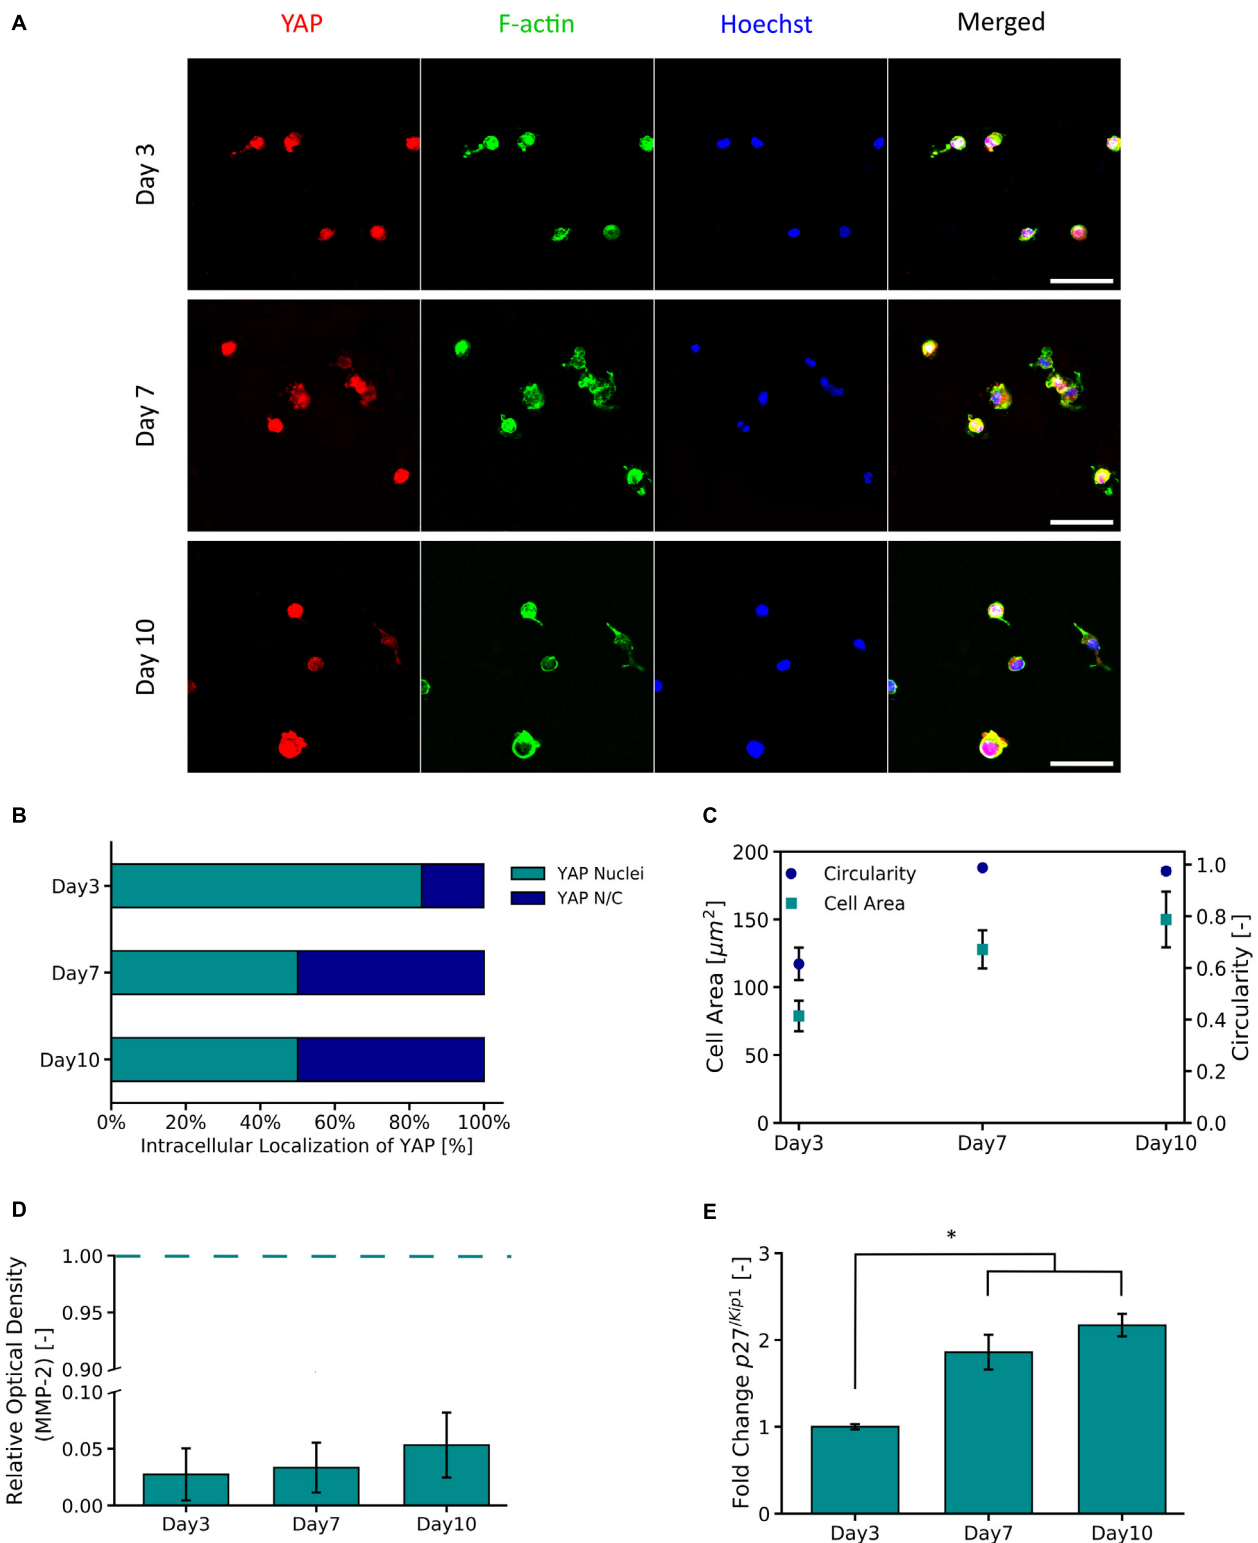 A
YAP
F-actin
Hoechst
Merged
Day 3
Day 7
Day 10
B
Day3
Day7
Day10
0% 20% 40% 60% 80% 100%
Intracellular Localization of YAP [%]
YAP Nuclei
YAP N/C
C
200
150
100
50
0
Cell Area [μm²]
Circularity
Cell Area
1.0
0.8
0.6
0.4
0.2
0.0
Circularity [-]
Day3 Day7 Day10
D
Relative Optical Density
(MMP-2) [-]
1.00
0.95
0.90
0.10
0.05
0.00
Day3 Day7 Day10
E
Fold Change p27/Kip1 [-]
3
2
1
0
*
Day3 Day7 Day10